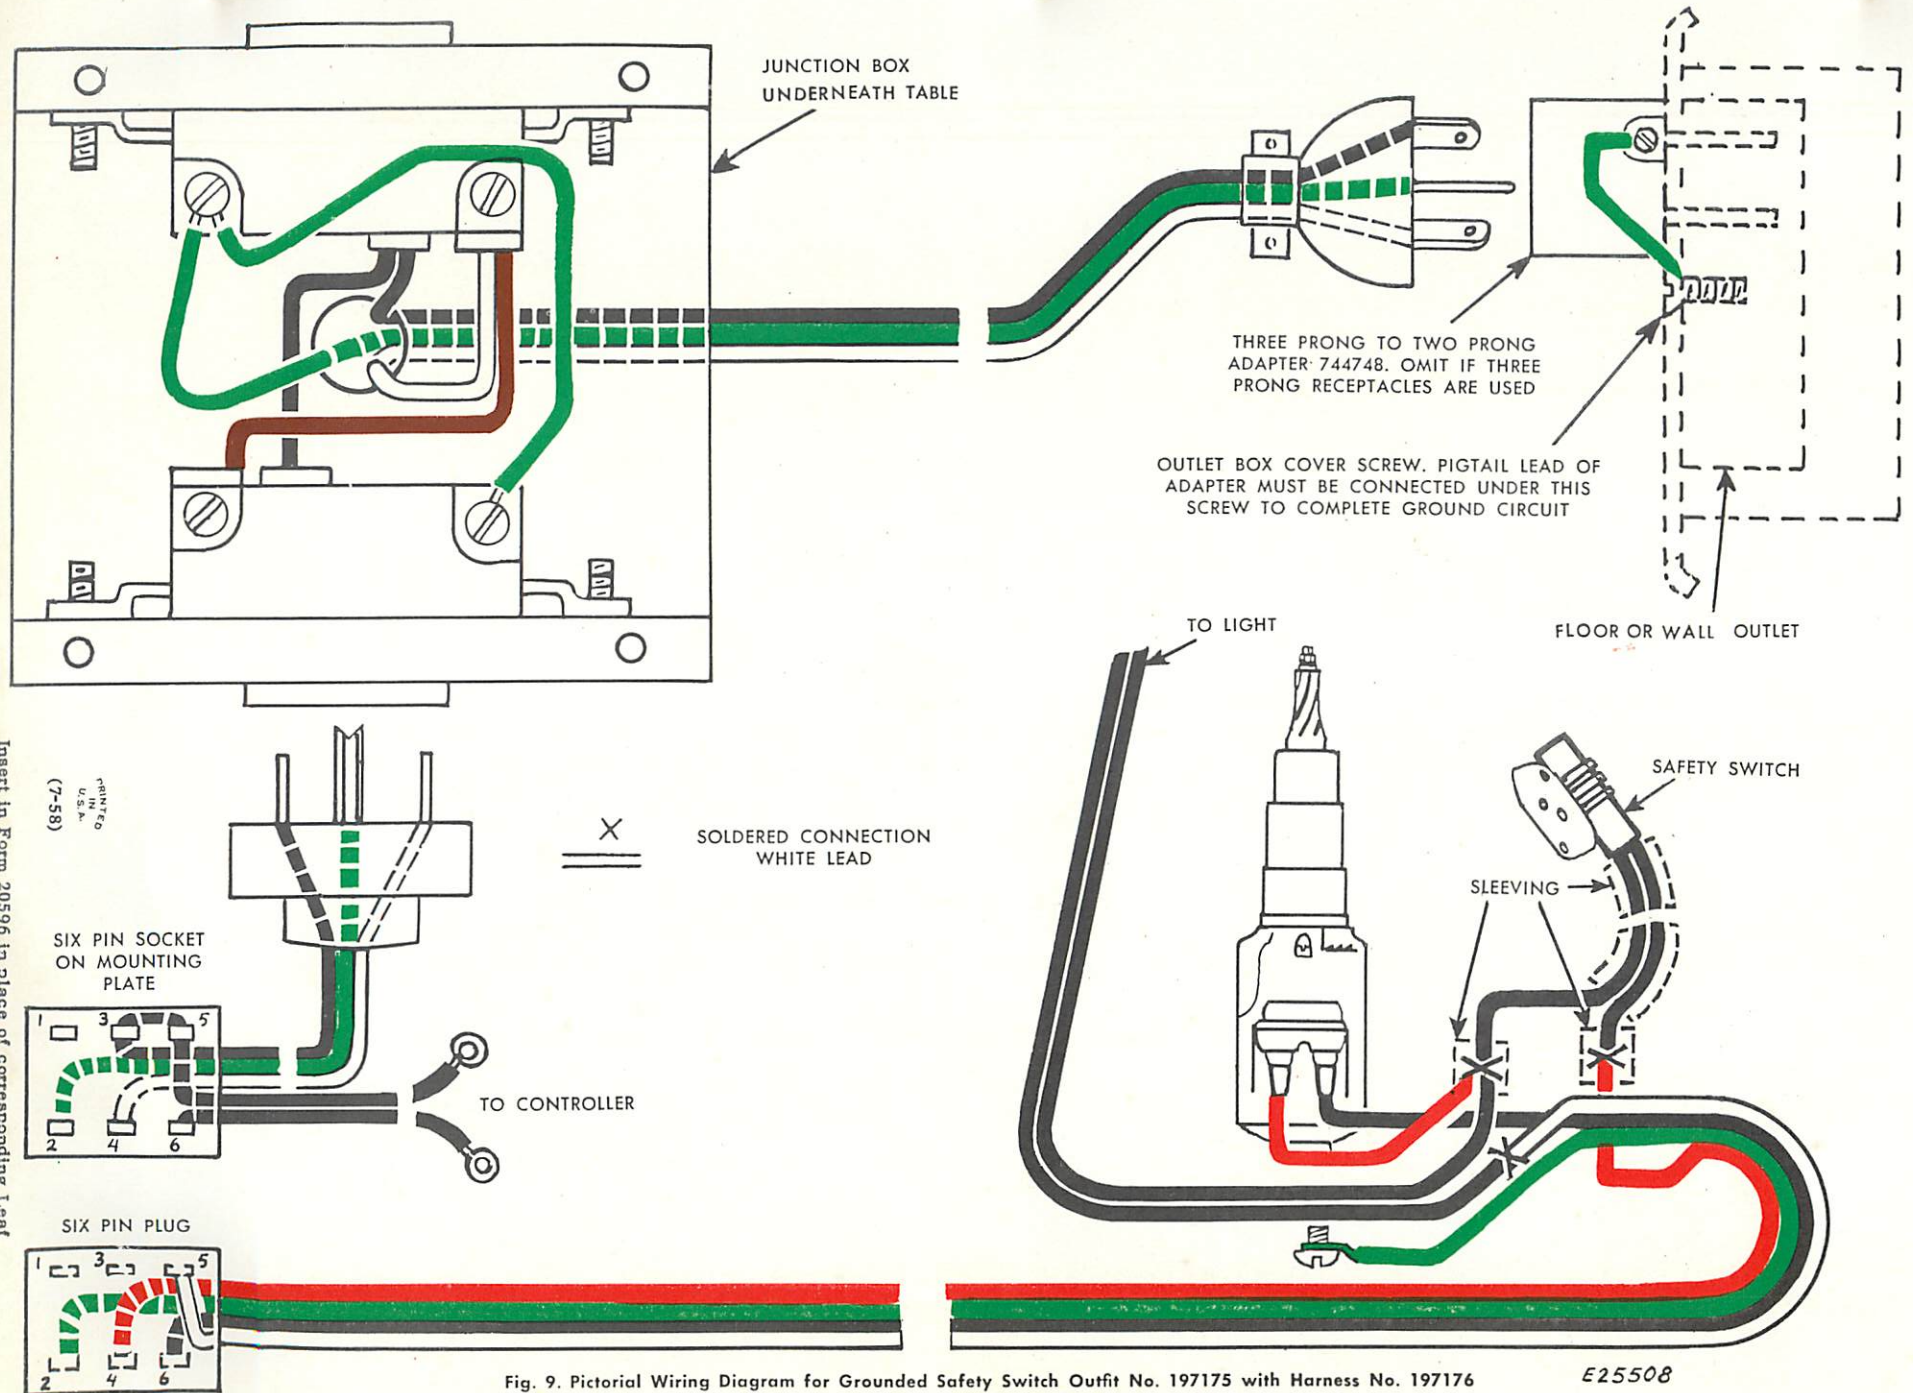 JUNCTION BOX
UNDERNEATH TABLE
THREE PRONG TO TWO PRONG
ADAPTER 744748. OMIT IF THREE
PRONG RECEPTACLES ARE USED
OUTLET BOX COVER SCREW. PIGTAIL LEAD OF
ADAPTER MUST BE CONNECTED UNDER THIS
SCREW TO COMPLETE GROUND CIRCUIT
FLOOR OR WALL OUTLET
TO LIGHT
SAFETY SWITCH
SLEEVING
PRINTED
IN
U.S.A.
(7-58)
X
SOLDERED CONNECTION
WHITE LEAD
SIX PIN SOCKET
ON MOUNTING
PLATE
1 3 5
2 4 6
TO CONTROLLER
SIX PIN PLUG
1 3 5
2 4 6
Insert in Form 20596 in place of corresponding Leaf
Fig. 9. Pictorial Wiring Diagram for Grounded Safety Switch Outfit No. 197175 with Harness No. 197176
E25508